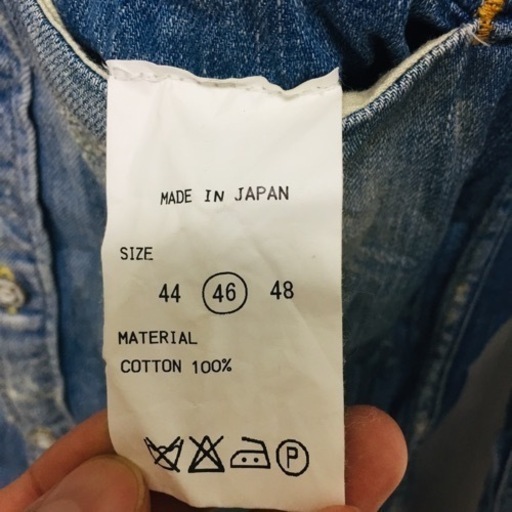 MADE IN JAPAN
SIZE
44 46 48
MATERIAL
COTTON 100%
P